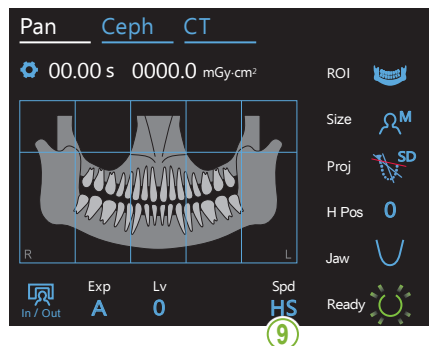 Pan Ceph CT
00.00 s 0000.0 mGy·cm²
ROI
Size M
Proj SD
H Pos 0
R L
Jaw
In / Out
Exp Lv Spd
A 0 HS
Ready
9